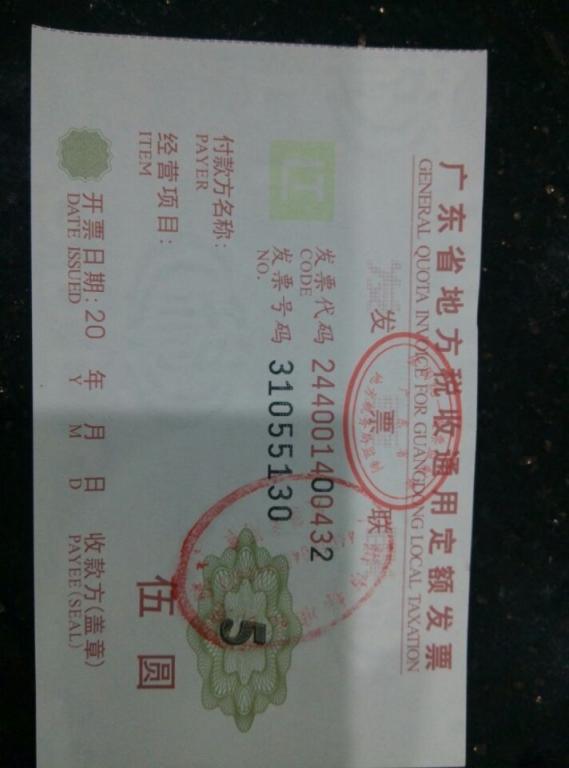 广东省地方税收通用定额发票
GENERAL QUOTA INVOICE FOR GUANGDONG LOCAL TAXATION
发票联
发票代码 244001400432
CODE
发票号码 31055130
NO.
付款方名称:
PAYER
经营项目:
ITEM
5
伍圆
开票日期:20 年 月 日 收款方(盖章)
DATE ISSUED Y M D PAYEE(SEAL)